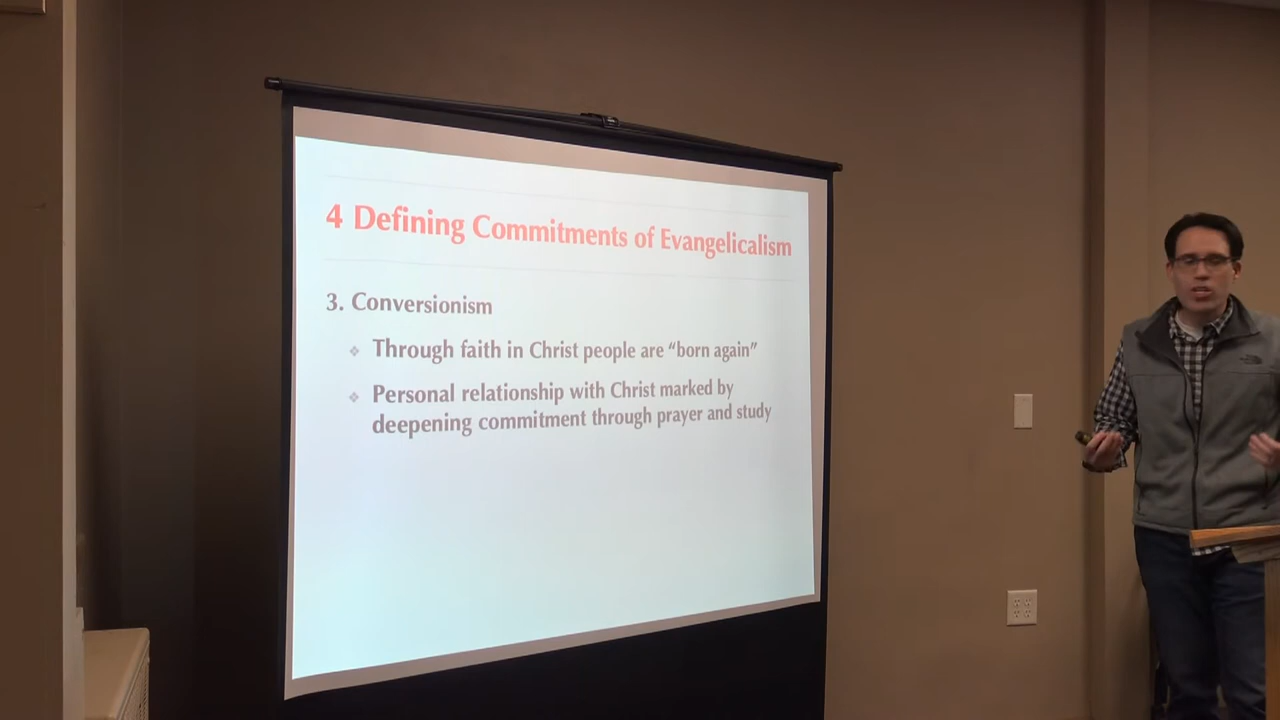 4 Defining Commitments of Evangelicalism
3. Conversionism
Through faith in Christ people are “born again”
Personal relationship with Christ marked by
deepening commitment through prayer and study